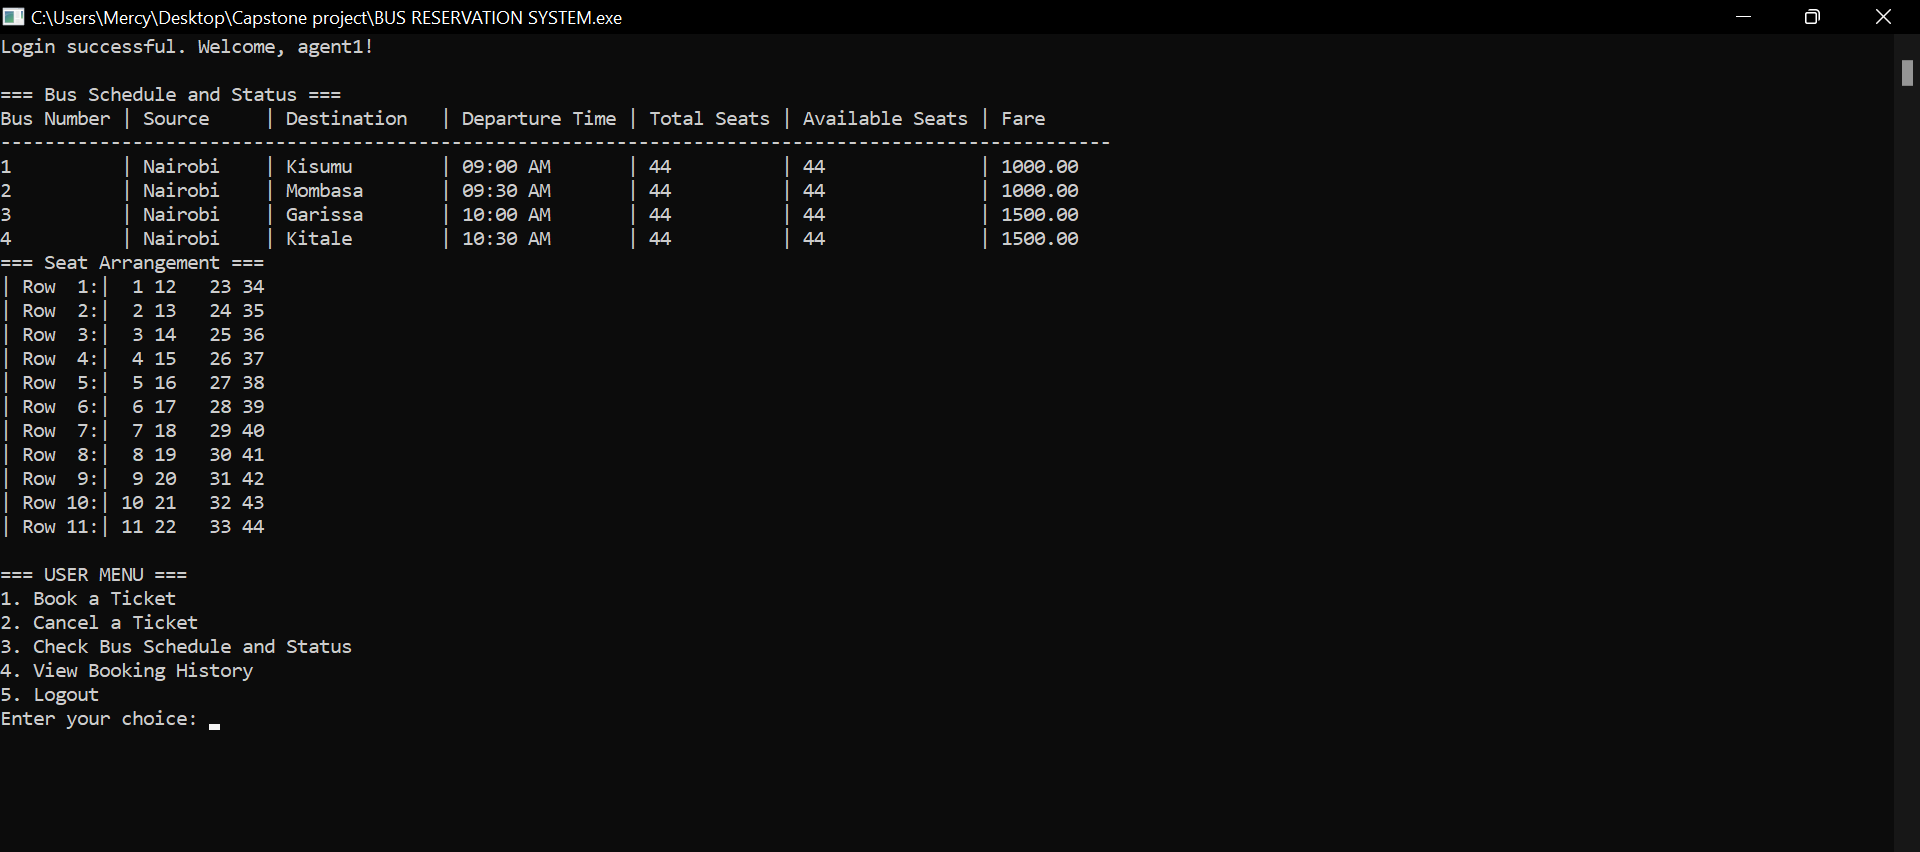 C:\Users\Mercy\Desktop\Capstone project\BUS RESERVATION SYSTEM.exe
Login successful. Welcome, agent1!
=== Bus Schedule and Status ===
Bus Number | Source     | Destination   | Departure Time | Total Seats | Available Seats | Fare
-----------------------------------------------------------------------------------------------------
1          | Nairobi    | Kisumu        | 09:00 AM       | 44          | 44              | 1000.00
2          | Nairobi    | Mombasa       | 09:30 AM       | 44          | 44              | 1000.00
3          | Nairobi    | Garissa       | 10:00 AM       | 44          | 44              | 1500.00
4          | Nairobi    | Kitale        | 10:30 AM       | 44          | 44              | 1500.00
=== Seat Arrangement ===
| Row  1:|  1 12   23 34
| Row  2:|  2 13   24 35
| Row  3:|  3 14   25 36
| Row  4:|  4 15   26 37
| Row  5:|  5 16   27 38
| Row  6:|  6 17   28 39
| Row  7:|  7 18   29 40
| Row  8:|  8 19   30 41
| Row  9:|  9 20   31 42
| Row 10:| 10 21   32 43
| Row 11:| 11 22   33 44
=== USER MENU ===
1. Book a Ticket
2. Cancel a Ticket
3. Check Bus Schedule and Status
4. View Booking History
5. Logout
Enter your choice: